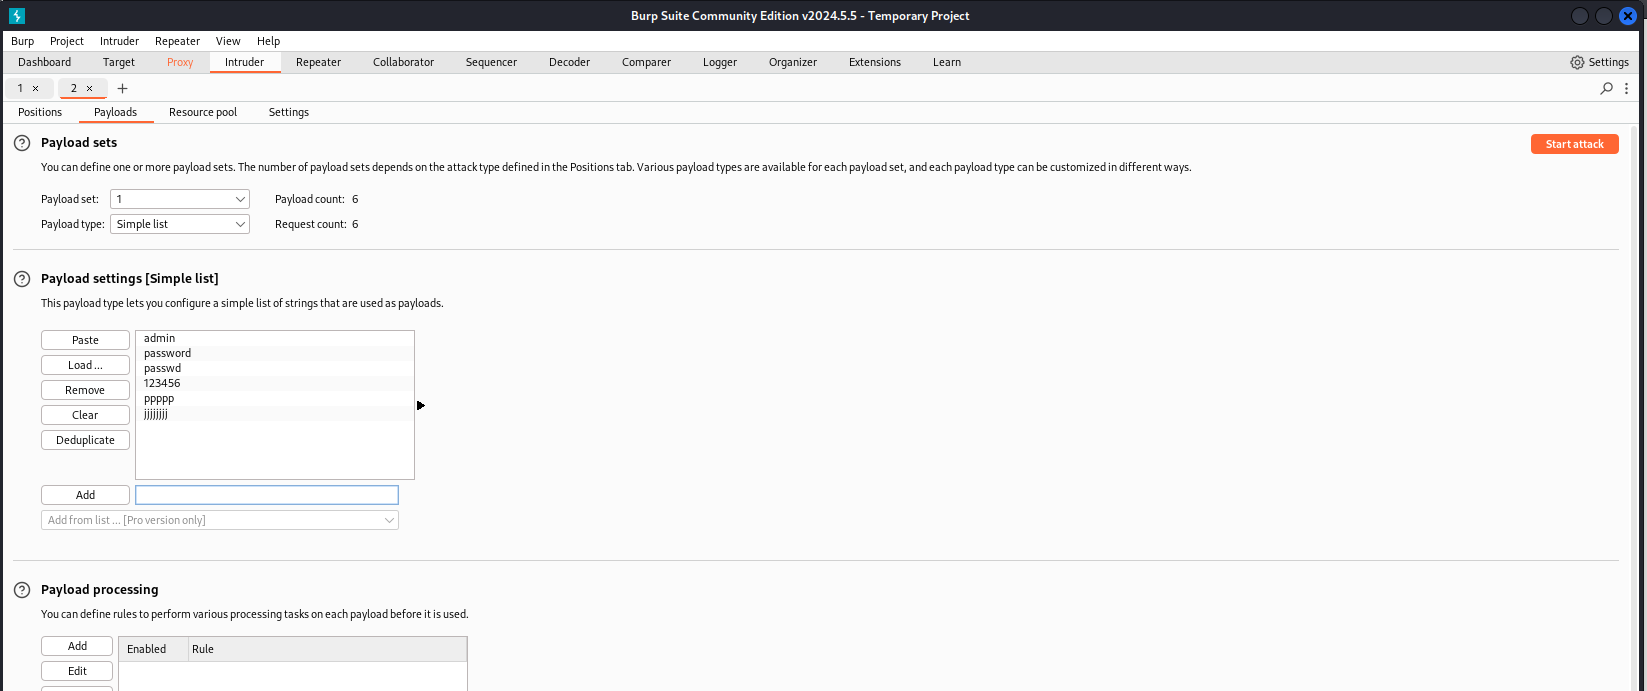 Burp Suite Community Edition v2024.5.5 - Temporary Project
Burp Project Intruder Repeater View Help
Dashboard Target Proxy Intruder Repeater Collaborator Sequencer Decoder Comparer Logger Organizer Extensions Learn Settings
1 × 2 × +
Positions Payloads Resource pool Settings
? Payload sets Start attack
You can define one or more payload sets. The number of payload sets depends on the attack type defined in the Positions tab. Various payload types are available for each payload set, and each payload type can be customized in different ways.
Payload set: 1 Payload count: 6
Payload type: Simple list Request count: 6
? Payload settings [Simple list]
This payload type lets you configure a simple list of strings that are used as payloads.
Paste
Load ...
Remove
Clear
Deduplicate
admin
password
passwd
123456
ppppp
jjjjjjjj
Add
Add from list ... [Pro version only]
? Payload processing
You can define rules to perform various processing tasks on each payload before it is used.
Add
Edit
Enabled Rule